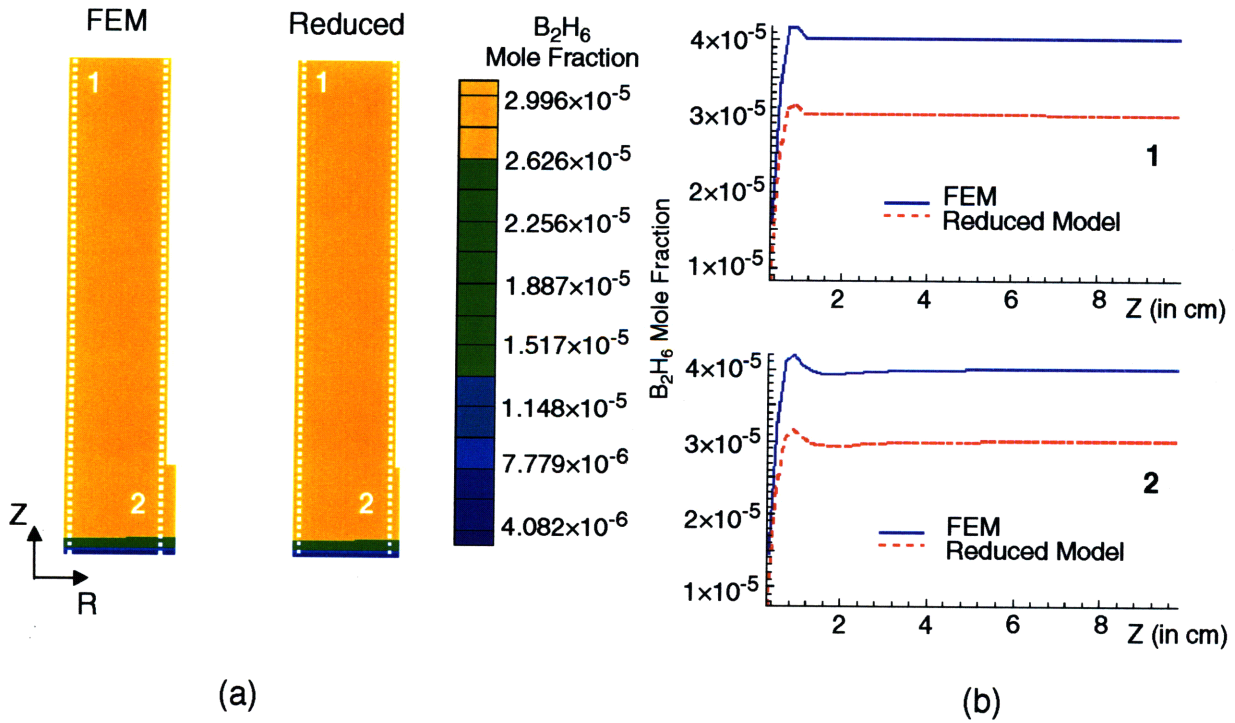 FEM
Reduced
B₂H₆
Mole Fraction
1
1
2
2
Z
R
2.996×10⁻⁵
2.626×10⁻⁵
2.256×10⁻⁵
1.887×10⁻⁵
1.517×10⁻⁵
1.148×10⁻⁵
7.779×10⁻⁶
4.082×10⁻⁶
(a)
B₂H₆ Mole Fraction
4×10⁻⁵
3×10⁻⁵
2×10⁻⁵
1×10⁻⁵
1
FEM
Reduced Model
2 4 6 8
Z (in cm)
4×10⁻⁵
3×10⁻⁵
2×10⁻⁵
1×10⁻⁵
2
FEM
Reduced Model
2 4 6 8
Z (in cm)
(b)